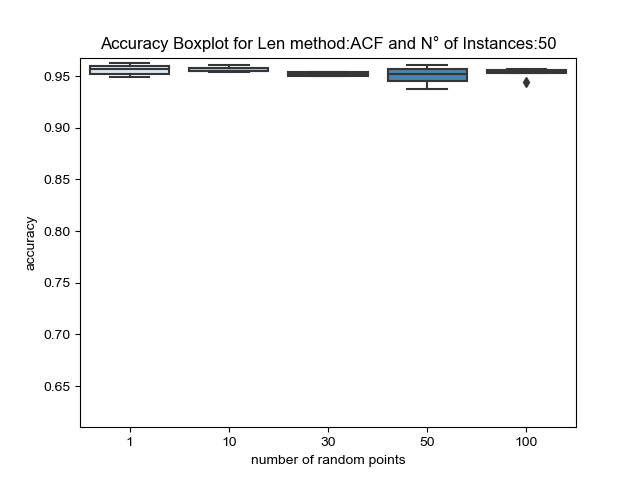 Accuracy Boxplot for Len method:ACF and N° of Instances:50
0.95
0.90
0.85
0.80
0.75
0.70
0.65
accuracy
1 10 30 50 100
number of random points